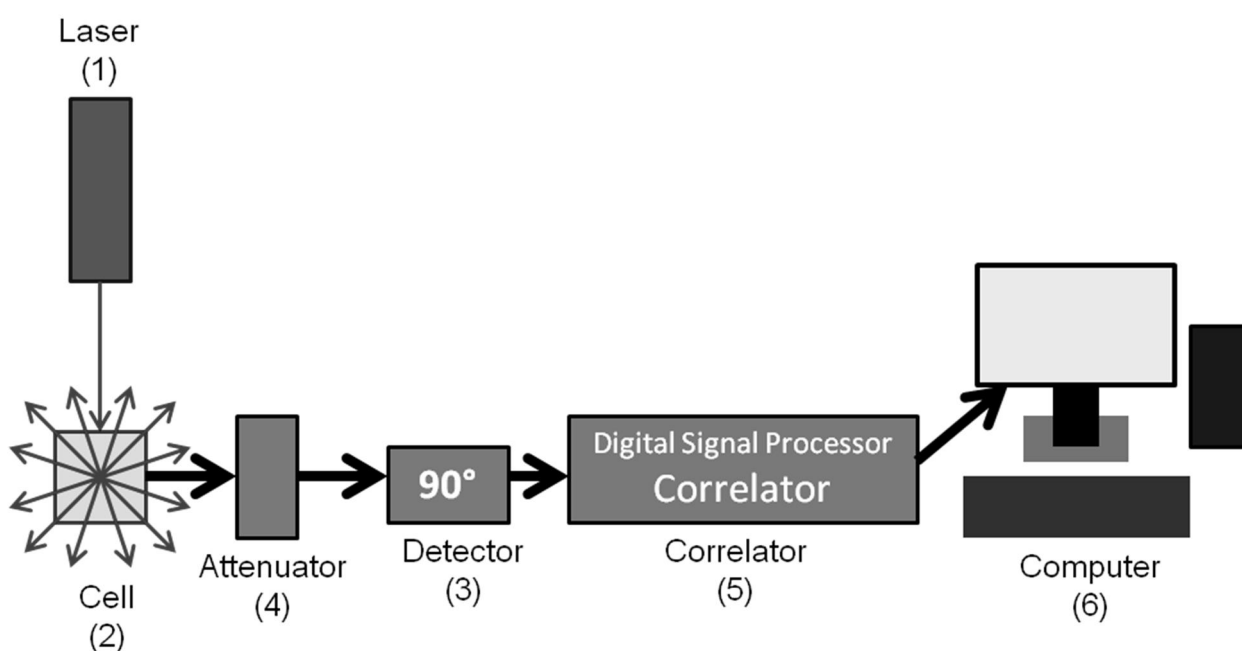 Laser
(1)
90°
Digital Signal Processor
Correlator
Cell
(2)
Attenuator
(4)
Detector
(3)
Correlator
(5)
Computer
(6)